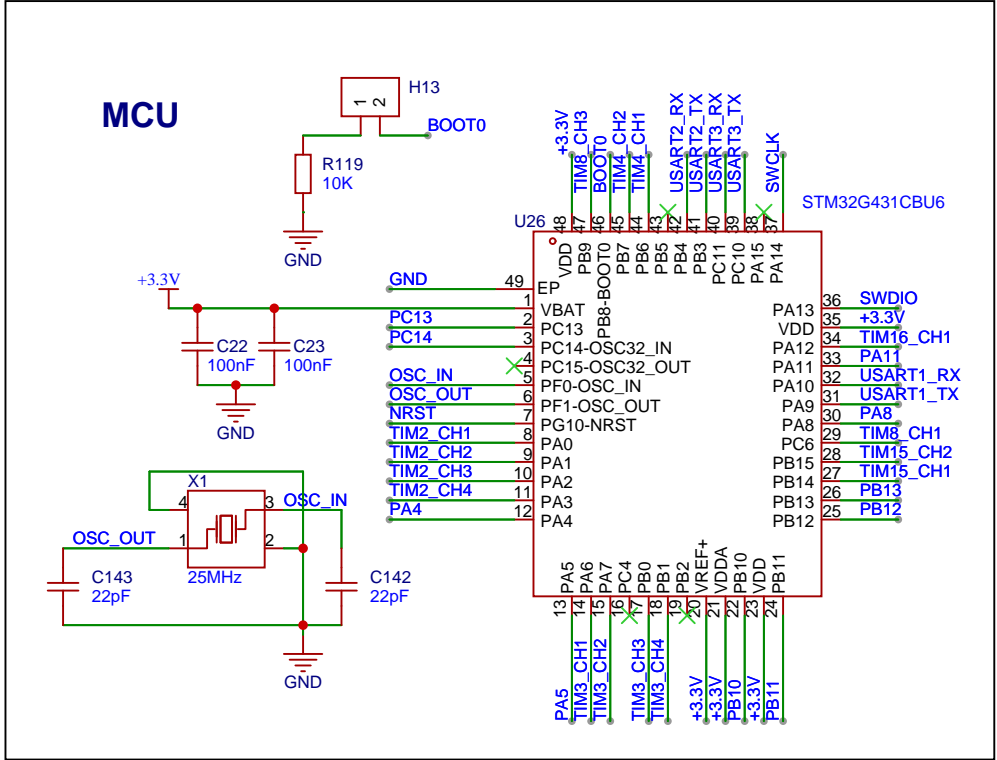 MCU
H13
1
2
BOOT0
R119
10K
GND
+3.3V
C22
100nF
C23
100nF
GND
X1
4
3
OSC_IN
OSC_OUT
1
2
25MHz
C143
22pF
C142
22pF
GND
STM32G431CBU6
U26
+3.3V
TIM8_CH3
BOOT0
TIM4_CH2
TIM4_CH1
USART2_RX
USART2_TX
USART3_RX
USART3_TX
SWCLK
48
47
46
45
44
43
42
41
40
39
38
37
VDD
PB9
PB8-BOOT0
PB7
PB6
PB5
PB4
PB3
PC11
PC10
PA15
PA14
GND 49 EP
1 VBAT
PC13 2 PC13
PC14 3 PC14-OSC32_IN
4 PC15-OSC32_OUT
OSC_IN 5 PF0-OSC_IN
OSC_OUT 6 PF1-OSC_OUT
NRST 7 PG10-NRST
TIM2_CH1 8 PA0
TIM2_CH2 9 PA1
TIM2_CH3 10 PA2
TIM2_CH4 11 PA3
PA4 12 PA4
PA13 36 SWDIO
VDD 35 +3.3V
PA12 34 TIM16_CH1
PA11 33 PA11
PA10 32 USART1_RX
PA9 31 USART1_TX
PA8 30 PA8
PC6 29 TIM8_CH1
PB15 28 TIM15_CH2
PB14 27 TIM15_CH1
PB13 26 PB13
PB12 25 PB12
PA5
PA6
PA7
PC4
PB0
PB1
PB2
VREF+
VDDA
PB10
VDD
PB11
13
14
15
16
17
18
19
20
21
22
23
24
PA5
TIM3_CH1
TIM3_CH2
TIM3_CH3
TIM3_CH4
+3.3V
+3.3V
PB10
+3.3V
PB11